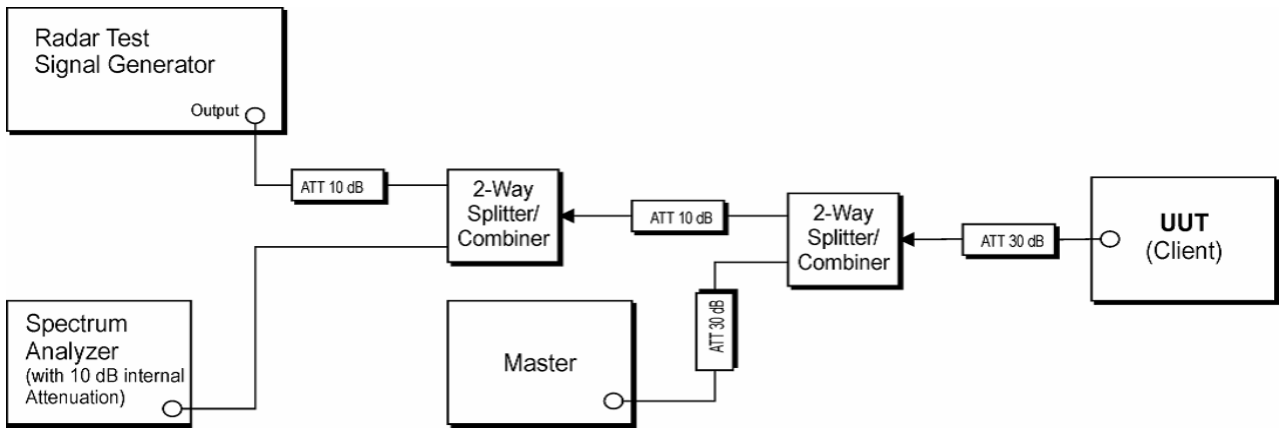 Radar Test
Signal Generator
Output
ATT 10 dB
2-Way
Splitter/
Combiner
ATT 10 dB
2-Way
Splitter/
Combiner
ATT 30 dB
UUT
(Client)
Spectrum
Analyzer
(with 10 dB internal
Attenuation)
Master
ATT 30 dB